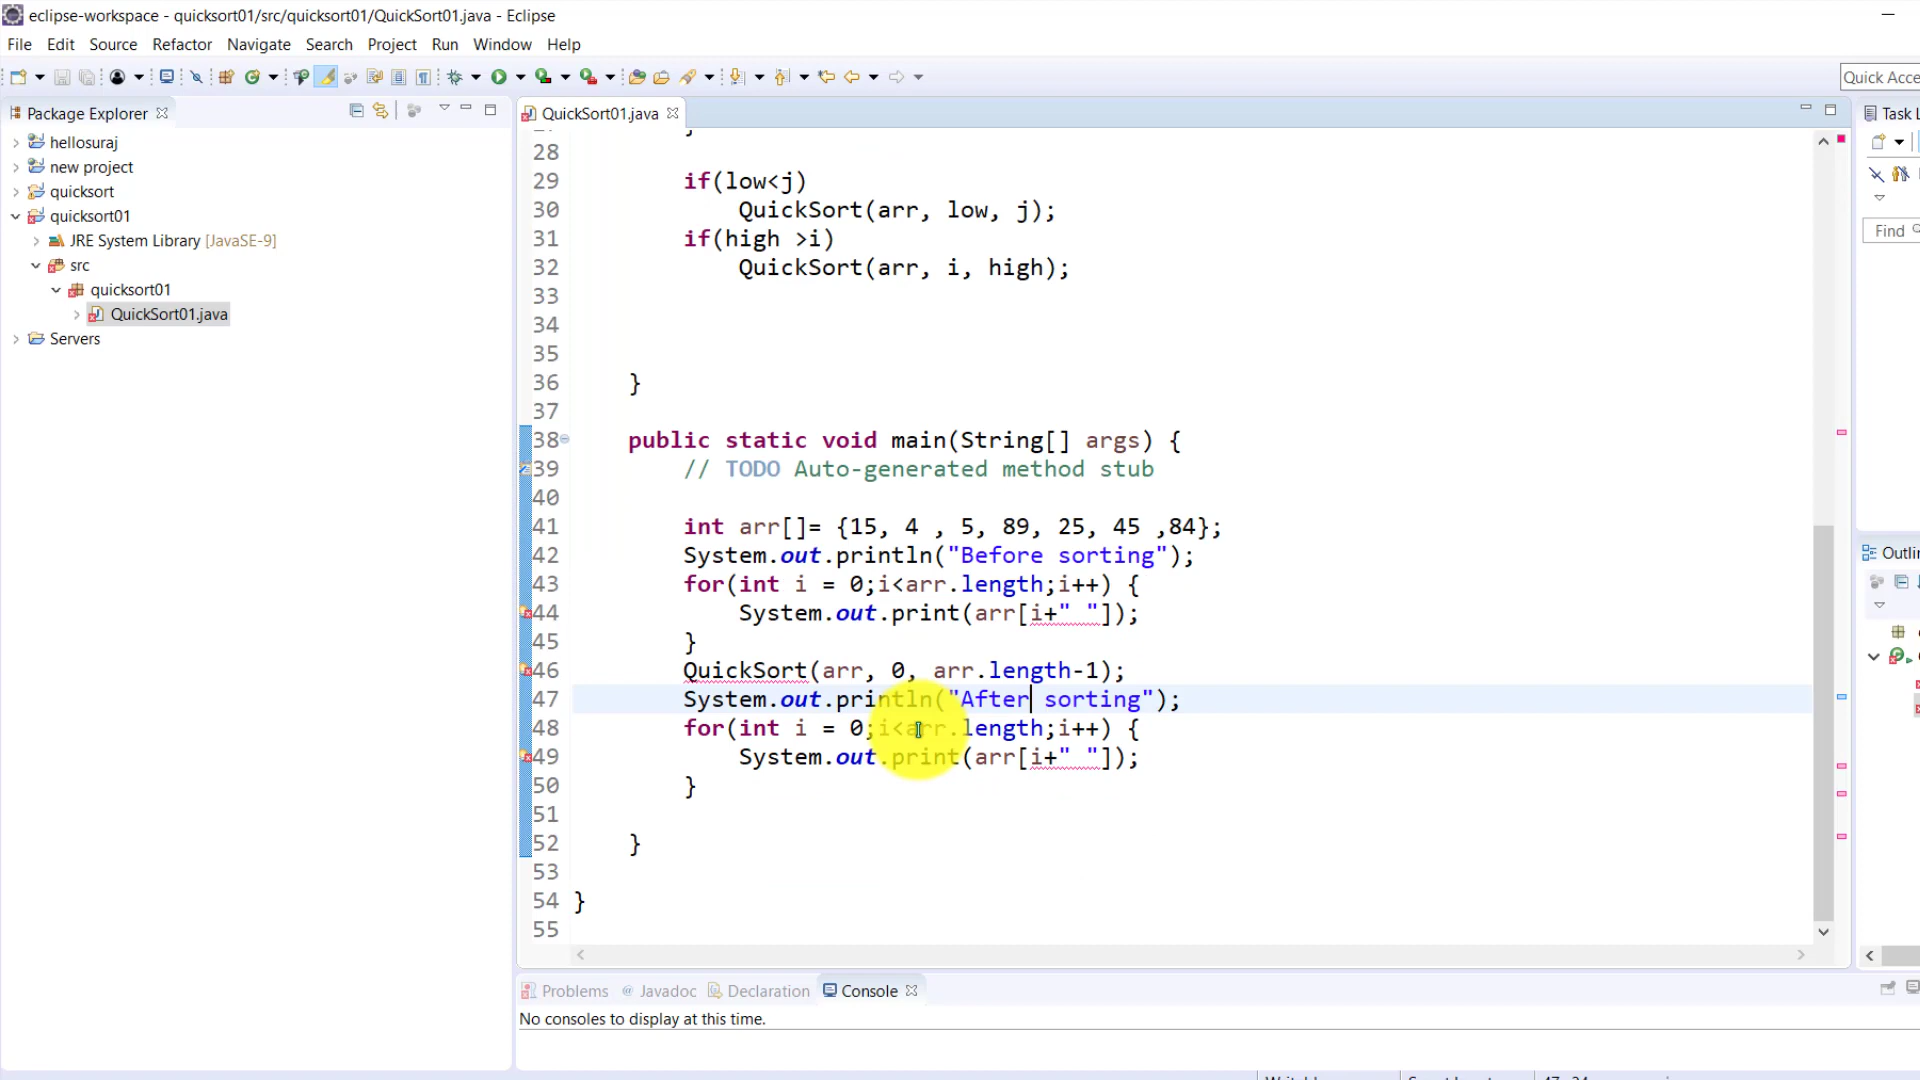 eclipse-workspace - quicksort01/src/quicksort01/QuickSort01.java - Eclipse
File Edit Source Refactor Navigate Search Project Run Window Help
Quick Acce
Package Explorer
hellosuraj
new project
quicksort
quicksort01
JRE System Library [JavaSE-9]
src
quicksort01
QuickSort01.java
Servers
QuickSort01.java
28
29 if(low<j)
30 QuickSort(arr, low, j);
31 if(high >i)
32 QuickSort(arr, i, high);
33
34
35
36 }
37
38 public static void main(String[] args) {
39 // TODO Auto-generated method stub
40
41 int arr[]= {15, 4 , 5, 89, 25, 45 ,84};
42 System.out.println("Before sorting");
43 for(int i = 0;i<arr.length;i++) {
44 System.out.print(arr[i+" "]);
45 }
46 QuickSort(arr, 0, arr.length-1);
47 System.out.println("After sorting");
48 for(int i = 0;i<arr.length;i++) {
49 System.out.print(arr[i+" "]);
50 }
51
52 }
53
54 }
55
Task L
Find
Outlin
Problems @ Javadoc Declaration Console
No consoles to display at this time.